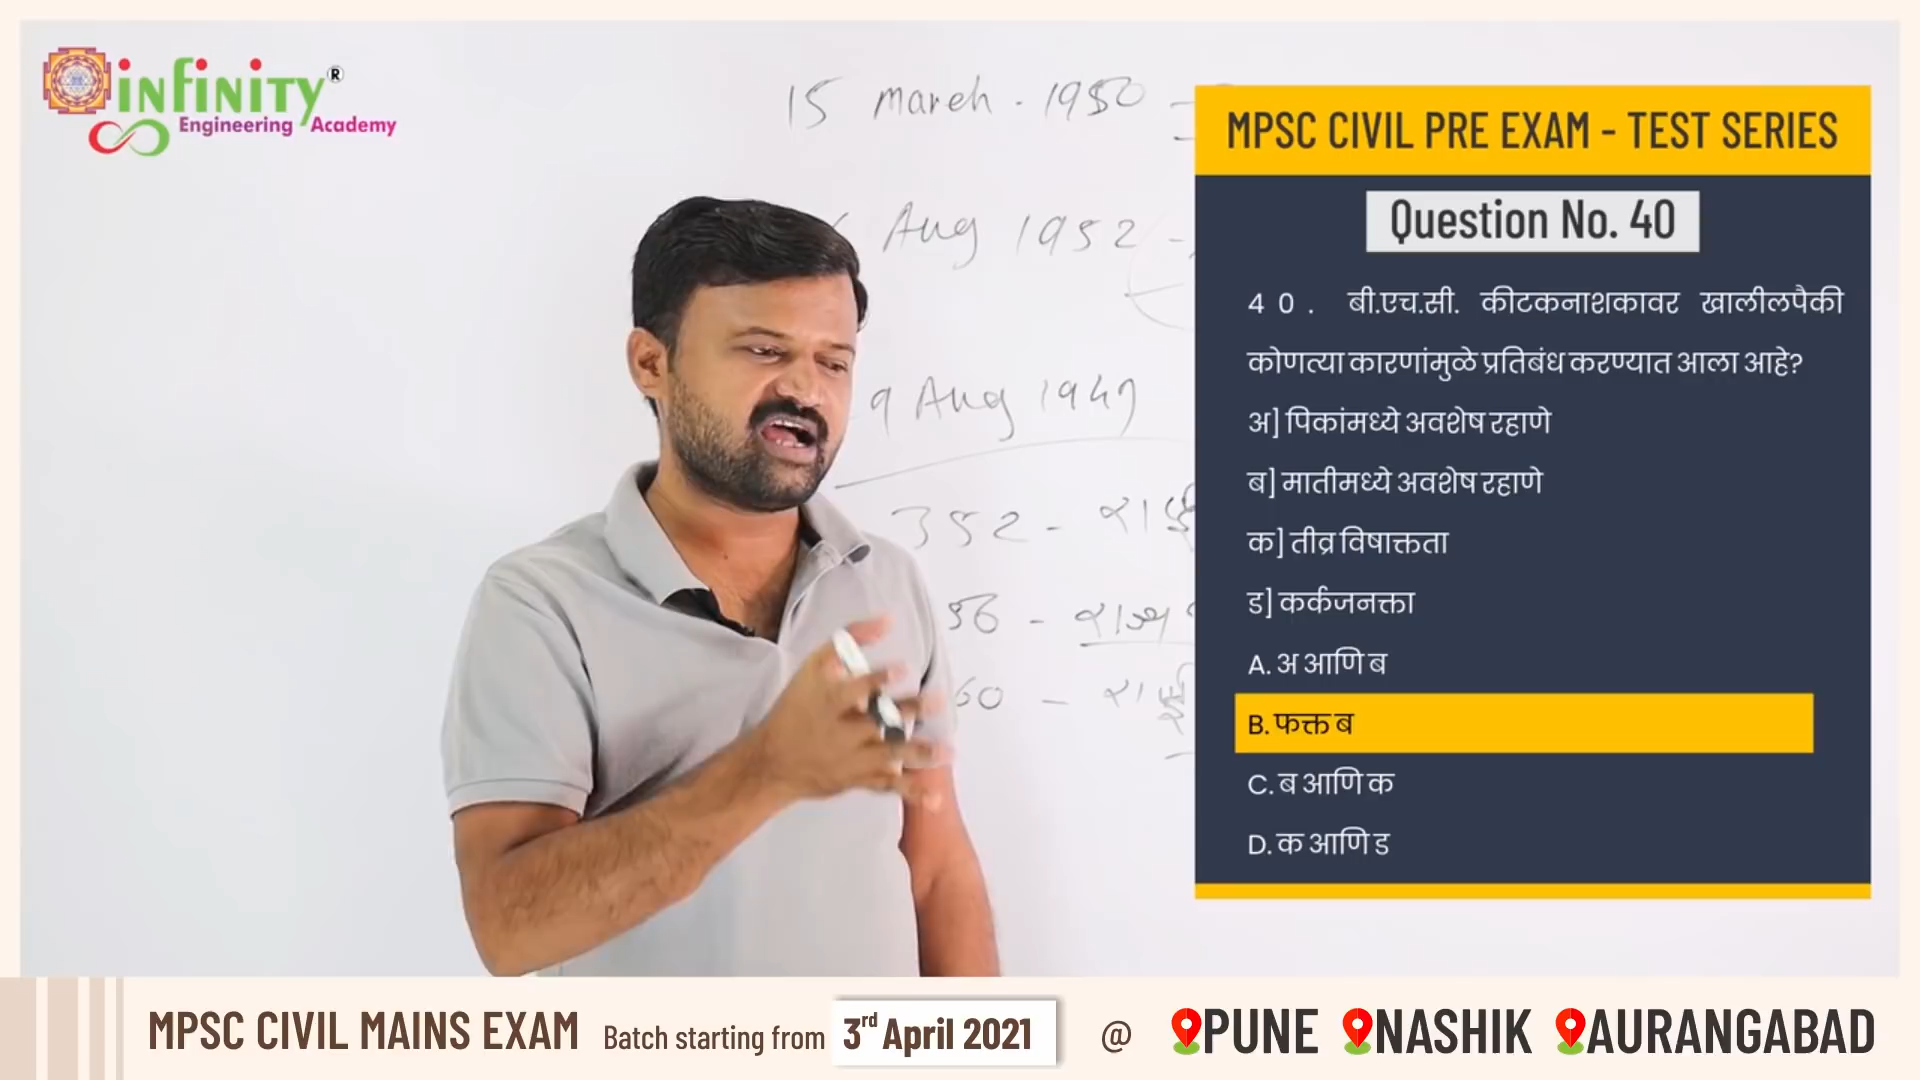 infinity®
Engineering Academy
15 march . 1950 -
Aug 1952 -
9 Aug 1947
352 -
56 - राज्य
60 -
MPSC CIVIL PRE EXAM - TEST SERIES
Question No. 40
40. बी.एच.सी. कीटकनाशकावर खालीलपैकी
कोणत्या कारणांमुळे प्रतिबंध करण्यात आला आहे?
अ] पिकांमध्ये अवशेष रहाणे
ब] मातीमध्ये अवशेष रहाणे
क] तीव्र विषाक्तता
ड] कर्कजनक्ता
A. अ आणि ब
B. फक्त ब
C. ब आणि क
D. क आणि ड
MPSC CIVIL MAINS EXAM Batch starting from 3rd April 2021 @ PUNE NASHIK AURANGABAD